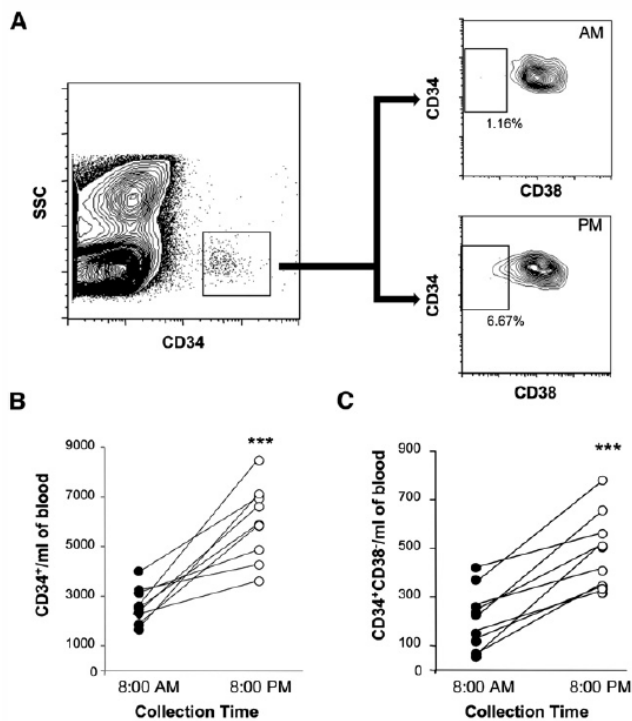 A
SSC
CD34
AM
CD34
1.16%
CD38
PM
CD34
6.67%
CD38
B
CD34⁺/ml of blood
9000
7000
5000
3000
1000
0
***
8:00 AM 8:00 PM
Collection Time
C
CD34⁺CD38⁻/ml of blood
900
700
500
300
100
0
***
8:00 AM 8:00 PM
Collection Time